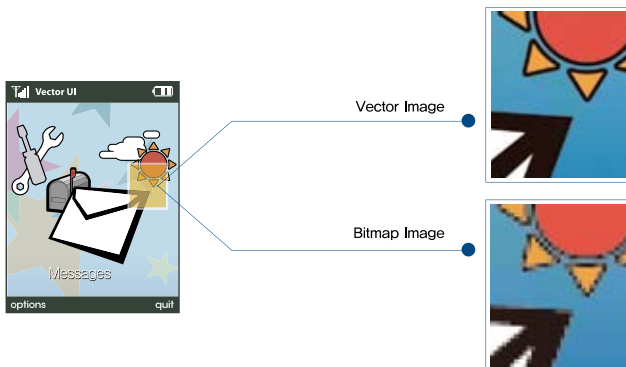 Vector UI
Messages
options
quit
Vector Image
Bitmap Image